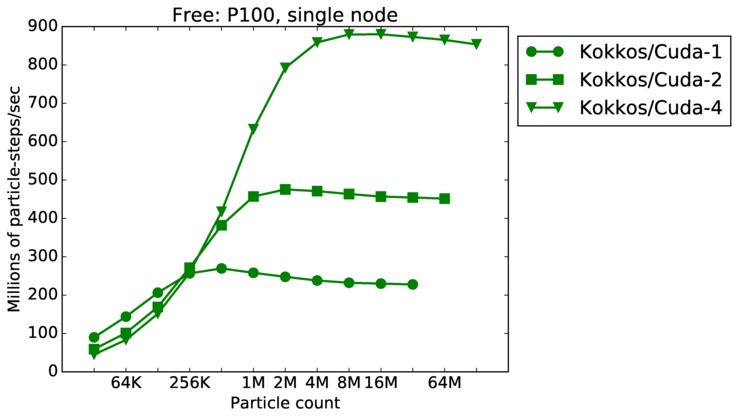 Free: P100, single node
900
800
700
600
500
400
300
200
100
0
Millions of particle-steps/sec
64K 256K 1M 2M 4M 8M 16M 64M
Particle count
Kokkos/Cuda-1
Kokkos/Cuda-2
Kokkos/Cuda-4